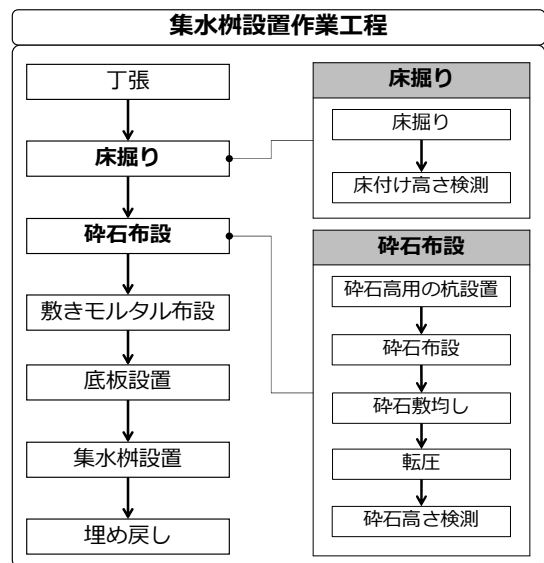 集水桝設置作業工程
丁張
床掘り
砕石布設
敷きモルタル布設
底板設置
集水桝設置
埋め戻し
床掘り
床掘り
床付け高さ検測
砕石布設
砕石高用の杭設置
砕石布設
砕石敷均し
転圧
砕石高さ検測